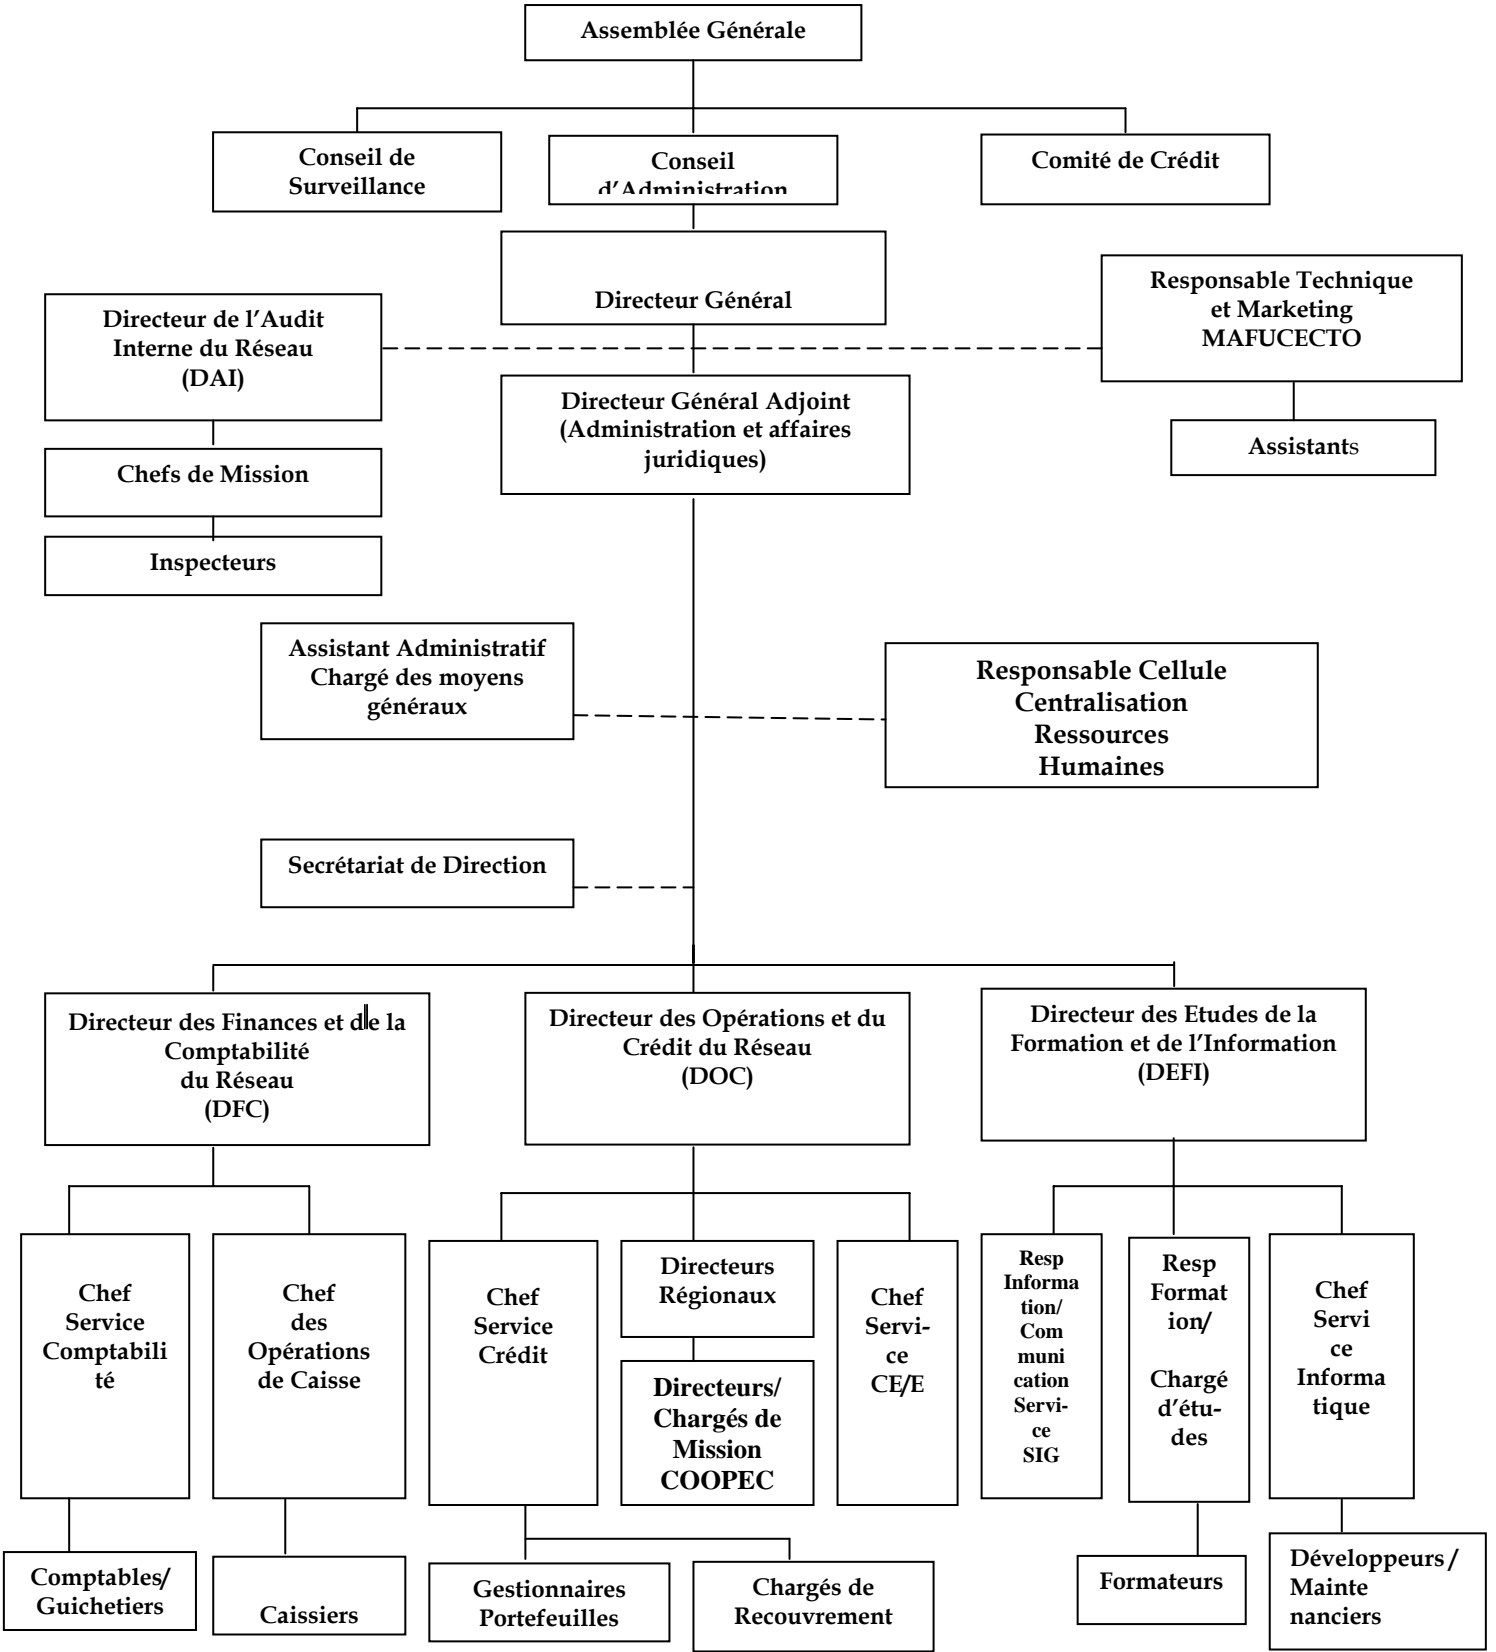 Assemblée Générale
Conseil de
Surveillance
Conseil
d'Administration
Comité de Crédit
Directeur Général
Directeur de l'Audit
Interne du Réseau
(DAI)
Responsable Technique
et Marketing
MAFUCECTO
Directeur Général Adjoint
(Administration et affaires
juridiques)
Assistants
Chefs de Mission
Inspecteurs
Assistant Administratif
Chargé des moyens
généraux
Responsable Cellule
Centralisation
Ressources
Humaines
Secrétariat de Direction
Directeur des Finances et de la
Comptabilité
du Réseau
(DFC)
Directeur des Opérations et du
Crédit du Réseau
(DOC)
Directeur des Etudes de la
Formation et de l'Information
(DEFI)
Chef
Service
Comptabili
té
Chef
des
Opérations
de Caisse
Chef
Service
Crédit
Directeurs
Régionaux
Directeurs/
Chargés de
Mission
COOPEC
Chef
Servi-
ce
CE/E
Resp
Informa
tion/
Com
muni
cation
Servi-
ce
SIG
Resp
Format
ion/
Chargé
d'étu-
des
Chef
Servi
ce
Informa
tique
Comptables/
Guichetiers
Caissiers
Gestionnaires
Portefeuilles
Chargés de
Recouvrement
Formateurs
Développeurs /
Mainte
nanciers